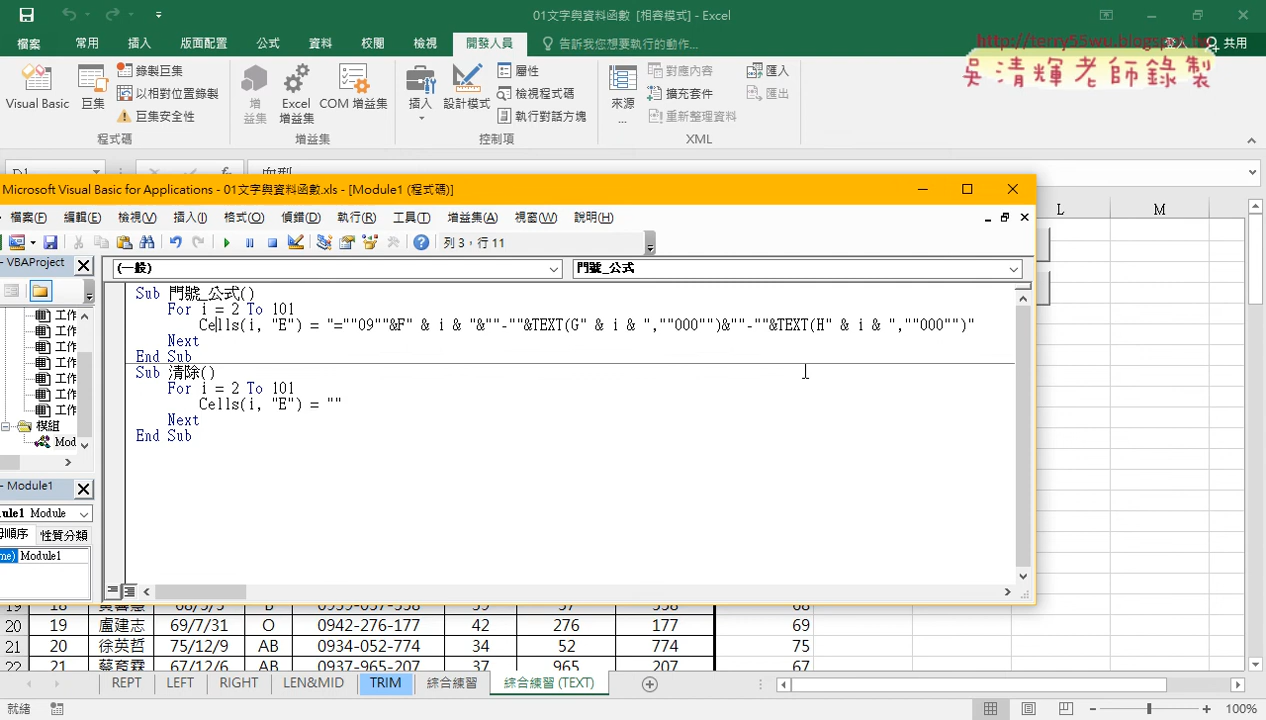 01文字與資料函數 [相容模式] - Excel
http://terry55wu.blogspot.tw
吳清輝老師錄製
檔案 常用 插入 版面配置 公式 資料 校閱 檢視 開發人員 告訴我您想要執行的動作... 登入 共用
Visual Basic 巨集 錄製巨集 以相對位置錄製 巨集安全性 增益集 Excel 增益集 COM 增益集 插入 設計模式 屬性 檢視程式碼 執行對話方塊 來源 ... 對應內容 擴充套件 重新整理資料 匯入 匯出
程式碼 增益集 控制項 XML
L M
Microsoft Visual Basic for Applications - 01文字與資料函數.xls - [Module1 (程式碼)]
檔案(F) 編輯(E) 檢視(V) 插入(I) 格式(O) 偵錯(D) 執行(R) 工具(T) 增益集(A) 視窗(W) 說明(H)
列 3，行 11
VBAProject
(一般) 門號_公式
工作
工作
工作
工作
工作
工作
工作
模組
Mod
Sub 門號_公式()
For i = 2 To 101
Cells(i, "E") = "=""09""&F" & i & "&""-""&TEXT(G" & i & ",""000"")&""-""&TEXT(H" & i & ",""000"")"
Next
End Sub
Sub 清除()
For i = 2 To 101
Cells(i, "E") = ""
Next
End Sub
- Module1
Module
性質分類
Module1
20 19 盧建志 69/7/31 O 0942-276-177 42 276 177 69
21 20 徐英哲 75/12/9 AB 0934-052-774 34 52 774 75
22 21 67/12/6 AB 0937-965-207 37 965 207 67
REPT LEFT RIGHT LEN&MID TRIM 綜合練習 綜合練習 (TEXT)
就緒 100%